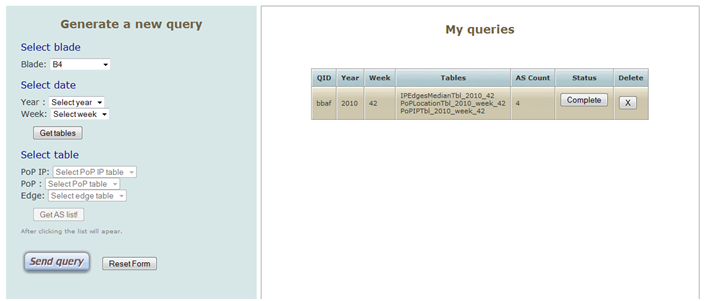 Generate a new query
Select blade
Blade: B4
Select date
Year : Select year
Week: Select week
Get tables
Select table
PoP IP: Select PoP IP table
PoP : Select PoP table
Edge: Select edge table
Get AS list!
After clicking the list will apear.
Send query
Reset Form
My queries
QID Year Week Tables AS Count Status Delete
bbaf 2010 42 IPEdgesMedianTbl_2010_42 4 Complete X
PoPLocationTbl_2010_week_42
PoPIPTbl_2010_week_42